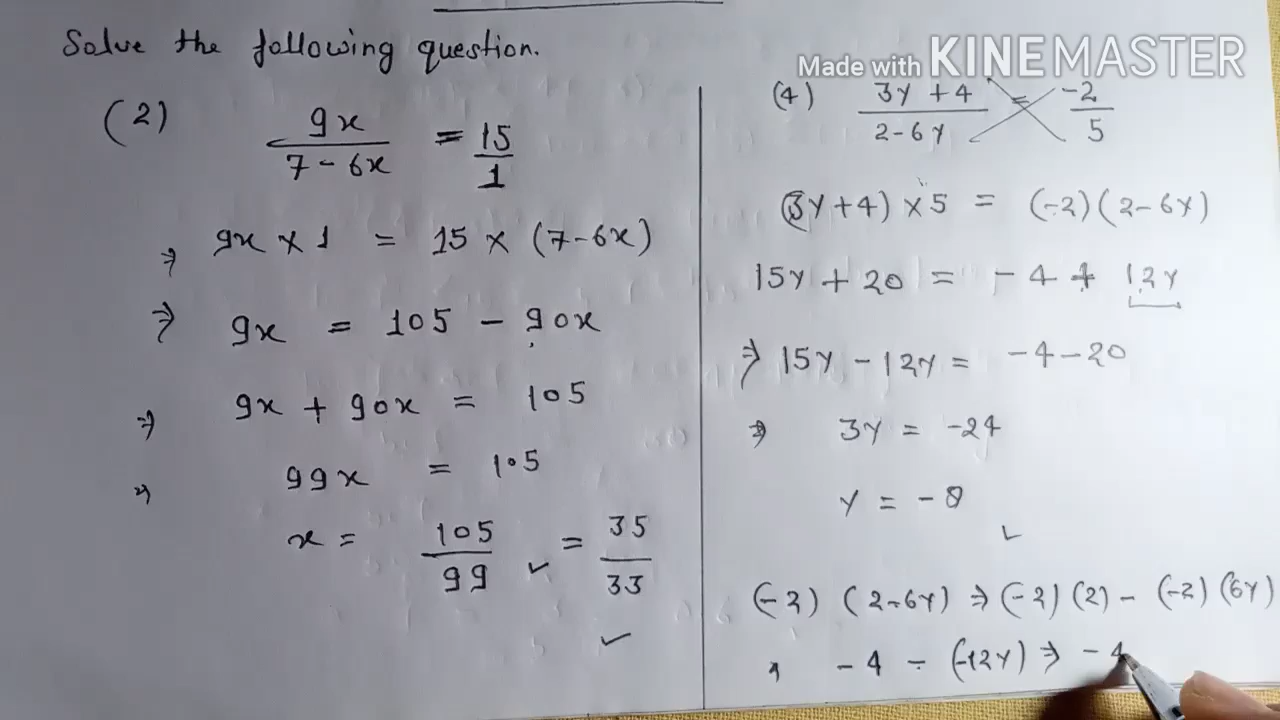 Made with KINEMASTER
Solve the following question.
(2) 9x / 7 - 6x = 15 / 1
⇒ 9x × 1 = 15 × (7 - 6x)
⇒ 9x = 105 - 90x
⇒ 9x + 90x = 105
⇒ 99x = 105
x = 105 / 99 ✓ = 35 / 33
✓
(4) 3y + 4 / 2 - 6y = -2 / 5
(3y + 4) × 5 = (-2) (2 - 6y)
15y + 20 = - 4 + 12y
⇒ 15y - 12y = -4 - 20
⇒ 3y = -24
y = -8
✓
(-2) (2 - 6y) ⇒ (-2) (2) - (-2) (6y)
⇒ -4 - (-12y) ⇒ -4